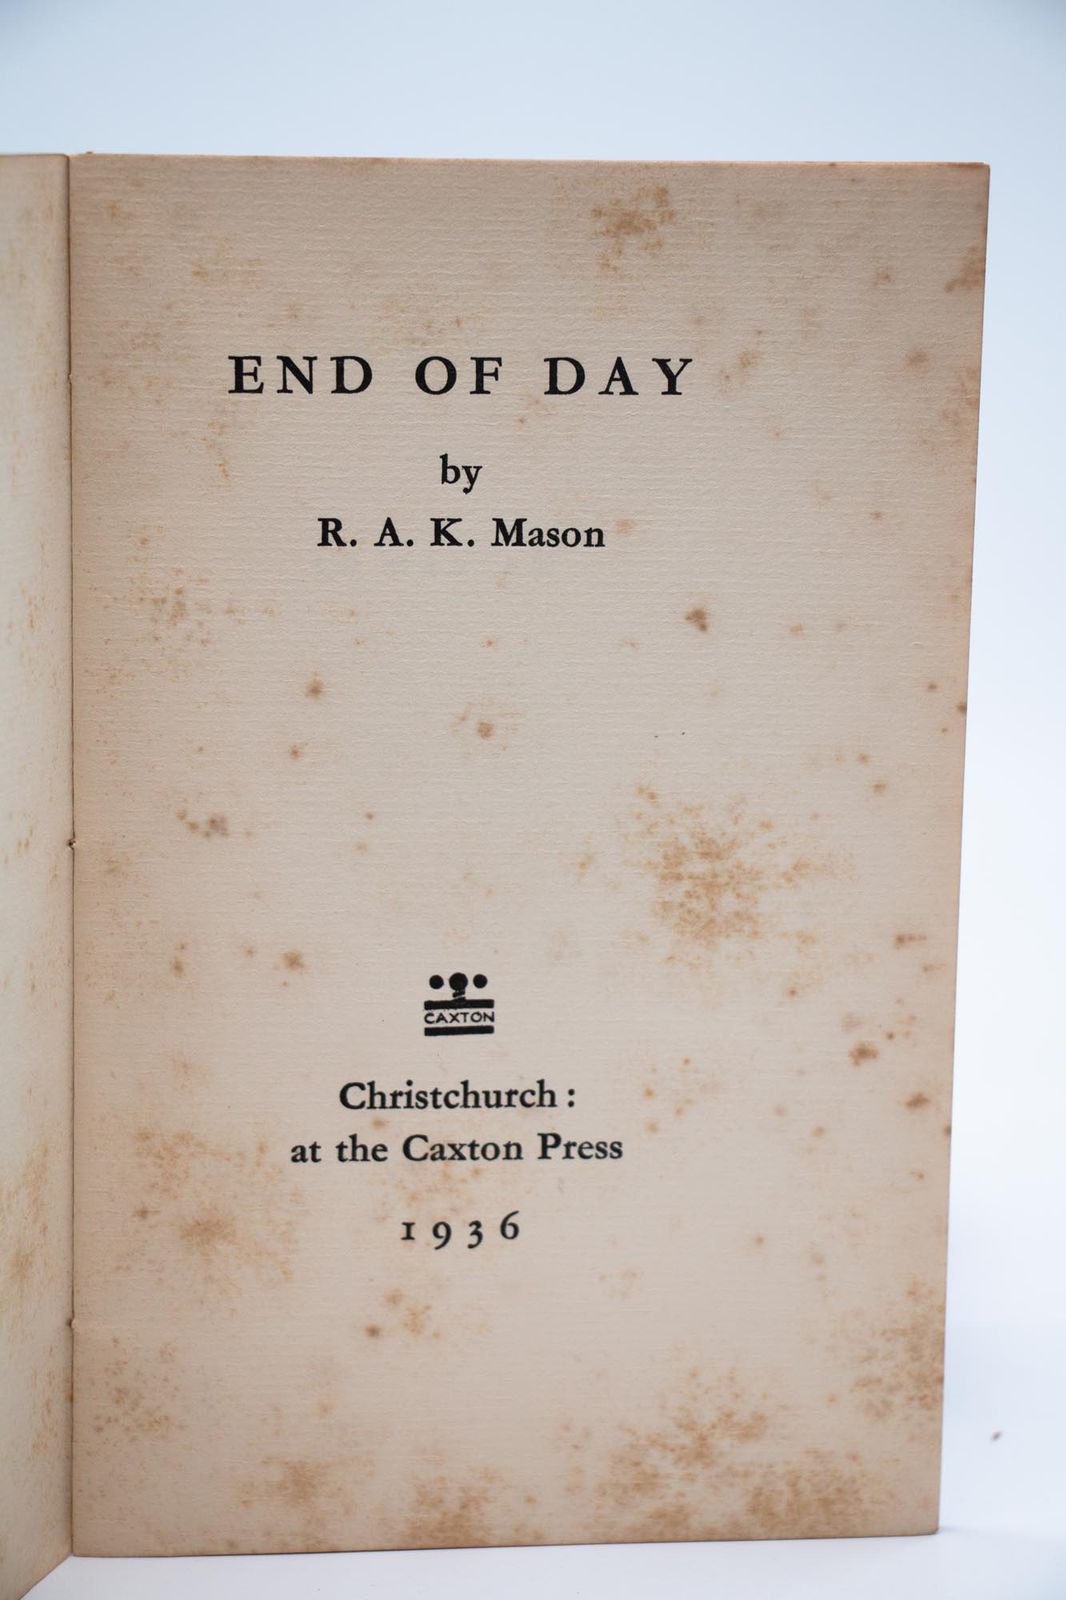 END OF DAY
by
R. A. K. Mason
CAXTON
Christchurch :
at the Caxton Press
1936